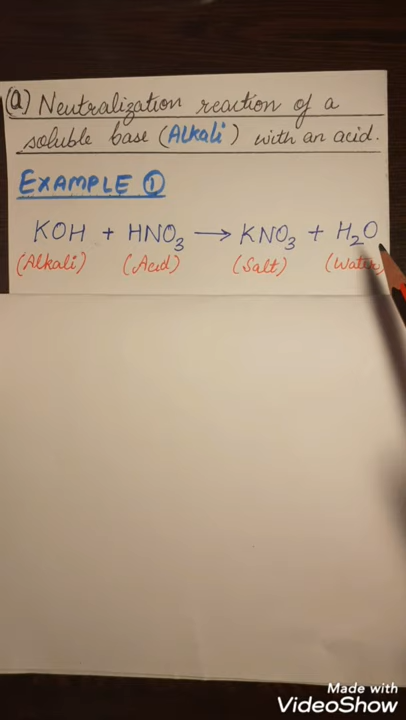 (a) Neutralization reaction of a
soluble base (Alkali) with an acid.
EXAMPLE ①
KOH + HNO₃ → KNO₃ + H₂O
(Alkali) (Acid) (Salt) (Water)
Made with
VideoShow